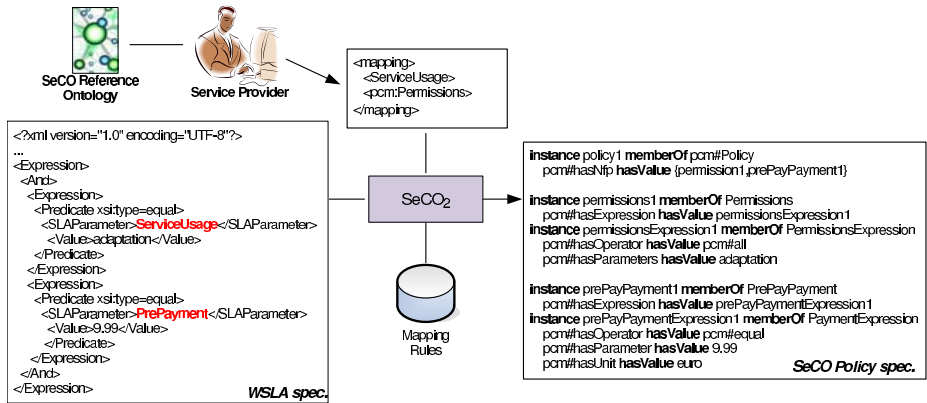 SeCO Reference
Ontology
Service Provider
<mapping>
<ServiceUsage>
<pcm:Permissions>
</mapping>
<?xml version="1.0" encoding="UTF-8"?>
...
<Expression>
<And>
<Expression>
<Predicate xsi:type=equal>
<SLAParameter>ServiceUsage</SLAParameter>
<Value>adaptation</Value>
</Predicate>
</Expression>
<Expression>
<Predicate xsi:type=equal>
<SLAParameter>PrePayment</SLAParameter>
<Value>9.99</Value>
</Predicate>
</Expression>
</And>
</Expression>
WSLA spec.
SeCO2
Mapping
Rules
instance policy1 memberOf pcm#Policy
pcm#hasNfp hasValue {permission1,prePayPayment1}
instance permissions1 memberOf Permissions
pcm#hasExpression hasValue permissionsExpression1
instance permissionsExpression1 memberOf PermissionsExpression
pcm#hasOperator hasValue pcm#all
pcm#hasParameters hasValue adaptation
instance prePayPayment1 memberOf PrePayPayment
pcm#hasExpression hasValue prePayPaymentExpression1
instance prePayPaymentExpression1 memberOf PaymentExpression
pcm#hasOperator hasValue pcm#equal
pcm#hasParameter hasValue 9.99
pcm#hasUnit hasValue euro
SeCO Policy spec.